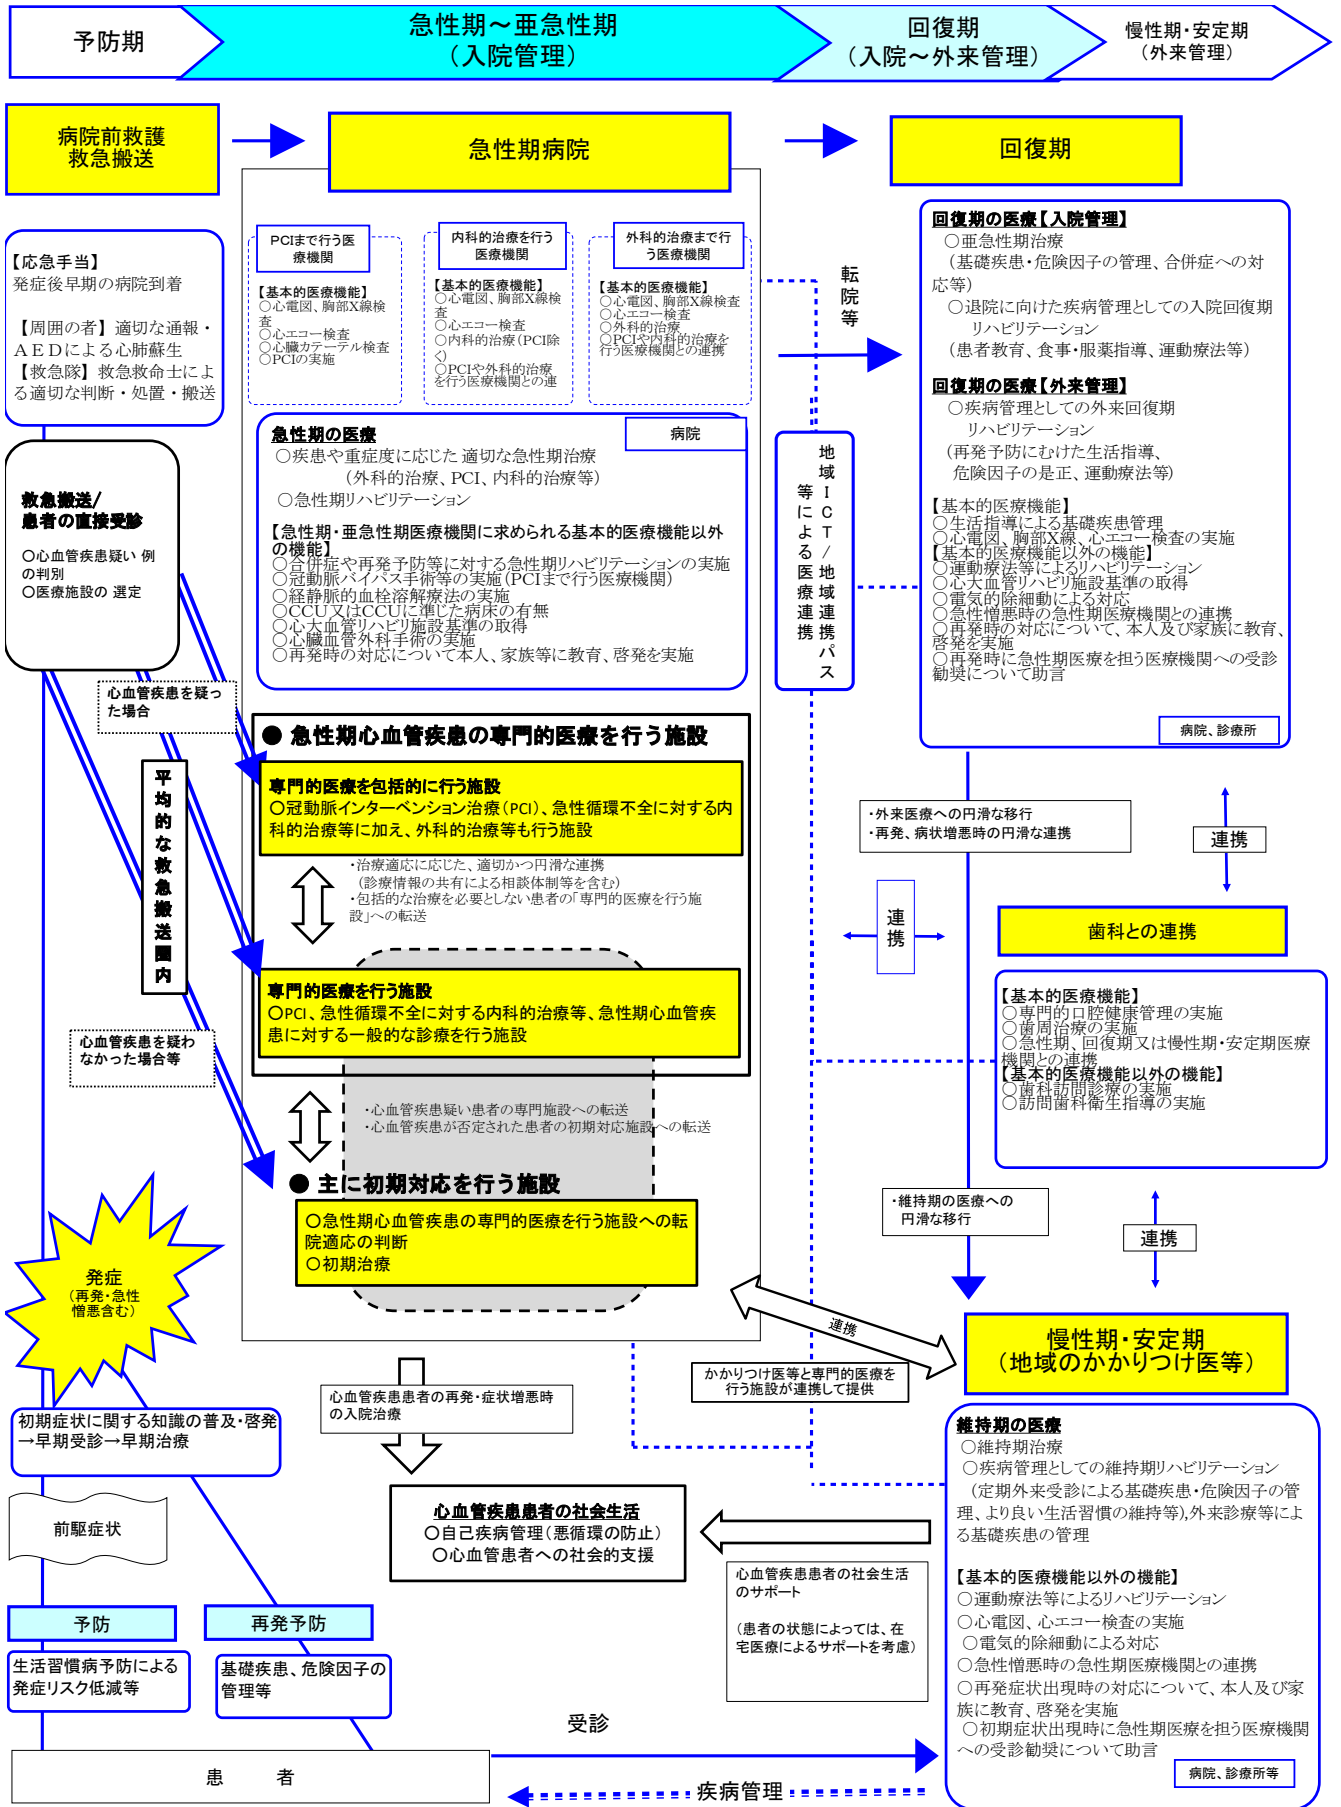 予防期
急性期～亜急性期
（入院管理）
回復期
（入院～外来管理）
慢性期・安定期
（外来管理）
病院前救護
救急搬送
急性期病院
回復期
【応急手当】
発症後早期の病院到着
【周囲の者】適切な通報・
ＡＥＤによる心肺蘇生
【救急隊】救急救命士によ
る適切な判断・処置・搬送
救急搬送/
患者の直接受診
○心血管疾患疑い 例
の判別
○医療施設の 選定
PCIまで行う医
療機関
【基本的医療機能】
○心電図、胸部X線検
査
○心エコー検査
○心臓カテーテル検査
○PCIの実施
内科的治療を行う
医療機関
【基本的医療機能】
○心電図、胸部X線検
査
○心エコー検査
○内科的治療（PCI除
く）
○PCIや外科的治療
を行う医療機関との連
外科的治療まで行
う医療機関
【基本的医療機能】
○心電図、胸部X線検査
○心エコー検査
○外科的治療
○PCIや内科的治療を
行う医療機関との連携
急性期の医療
病院
○疾患や重症度に応じた 適切な急性期治療
（外科的治療、PCI、内科的治療等）
○急性期リハビリテーション
【急性期・亜急性期医療機関に求められる基本的医療機能以外
の機能】
○合併症や再発予防等に対する急性期リハビリテーションの実施
○冠動脈バイパス手術等の実施（PCIまで行う医療機関）
○経静脈的血栓溶解療法の実施
○CCU又はCCUに準じた病床の有無
○心大血管リハビリ施設基準の取得
○心臓血管外科手術の実施
○再発時の対応について本人、家族等に教育、啓発を実施
転院等
地域ＩＣＴ/地域連携パス
等による医療連携
回復期の医療【入院管理】
○亜急性期治療
（基礎疾患・危険因子の管理、合併症への対
応等）
○退院に向けた疾病管理としての入院回復期
リハビリテーション
（患者教育、食事・服薬指導、運動療法等）
回復期の医療【外来管理】
○疾病管理としての外来回復期
リハビリテーション
（再発予防にむけた生活指導、
危険因子の是正、運動療法等）
【基本的医療機能】
○生活指導による基礎疾患管理
○心電図、胸部X線、心エコー検査の実施
【基本的医療機能以外の機能】
○運動療法等によるリハビリテーション
○心大血管リハビリ施設基準の取得
○電気的除細動による対応
○急性憎悪時の急性期医療機関との連携
○再発時の対応について、本人及び家族に教育、
啓発を実施
○再発時に急性期医療を担う医療機関への受診
勧奨について助言
病院、診療所
心血管疾患を疑っ
た場合
平均的な救急搬送圏内
心血管疾患を疑わ
なかった場合等
● 急性期心血管疾患の専門的医療を行う施設
専門的医療を包括的に行う施設
○冠動脈インターベンション治療（PCI）、急性循環不全に対する内
科的治療等に加え、外科的治療等も行う施設
・治療適応に応じた、適切かつ円滑な連携
（診療情報の共有による相談体制等を含む）
・包括的な治療を必要としない患者の「専門的医療を行う施
設」への転送
専門的医療を行う施設
○PCI、急性循環不全に対する内科的治療等、急性期心血管疾
患に対する一般的な診療を行う施設
・心血管疾患疑い患者の専門施設への転送
・心血管疾患が否定された患者の初期対応施設への転送
● 主に初期対応を行う施設
○急性期心血管疾患の専門的医療を行う施設への転
院適応の判断
○初期治療
・外来医療への円滑な移行
・再発、病状増悪時の円滑な連携
連携
連携
歯科との連携
【基本的医療機能】
○専門的口腔健康管理の実施
○歯周治療の実施
○急性期、回復期又は慢性期・安定期医療
機関との連携
【基本的医療機能以外の機能】
○歯科訪問診療の実施
○訪問歯科衛生指導の実施
・維持期の医療への
円滑な移行
連携
発症
（再発・急性
憎悪含む）
連携
慢性期・安定期
（地域のかかりつけ医等）
かかりつけ医等と専門的医療を
行う施設が連携して提供
心血管疾患患者の再発・症状増悪時
の入院治療
初期症状に関する知識の普及・啓発
→早期受診→早期治療
前駆症状
心血管疾患患者の社会生活
○自己疾病管理（悪循環の防止）
○心血管患者への社会的支援
維持期の医療
○維持期治療
○疾病管理としての維持期リハビリテーション
（定期外来受診による基礎疾患・危険因子の管
理、より良い生活習慣の維持等）,外来診療等によ
る基礎疾患の管理
【基本的医療機能以外の機能】
○運動療法等によるリハビリテーション
○心電図、心エコー検査の実施
○電気的除細動による対応
○急性憎悪時の急性期医療機関との連携
○再発症状出現時の対応について、本人及び家
族に教育、啓発を実施
○初期症状出現時に急性期医療を担う医療機関
への受診勧奨について助言
病院、診療所等
心血管疾患患者の社会生活
のサポート
（患者の状態によっては、在
宅医療によるサポートを考慮）
予防
再発予防
生活習慣病予防による
発症リスク低減等
基礎疾患、危険因子の
管理等
受診
患　　者
疾病管理